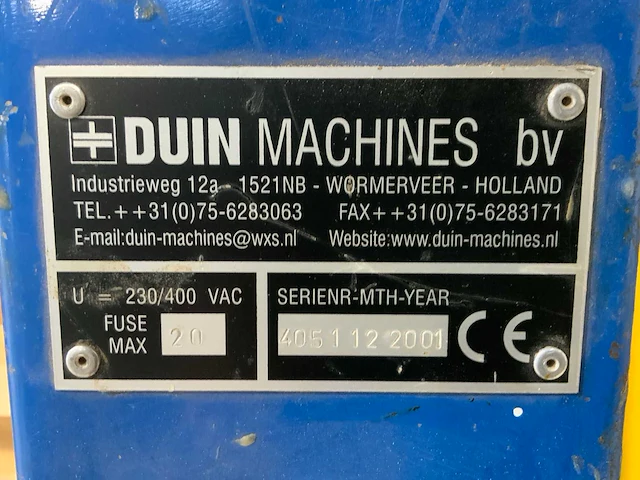 DUIN MACHINES bv
Industrieweg 12a - 1521NB - WORMERVEER - HOLLAND
TEL.++31(0)75-6283063 FAX++31(0)75-6283171
E-mail:duin-machines@wxs.nl Website:www.duin-machines.nl
U = 230/400 VAC
FUSE MAX 20
SERIENR-MTH-YEAR
4051 12 2001 CE